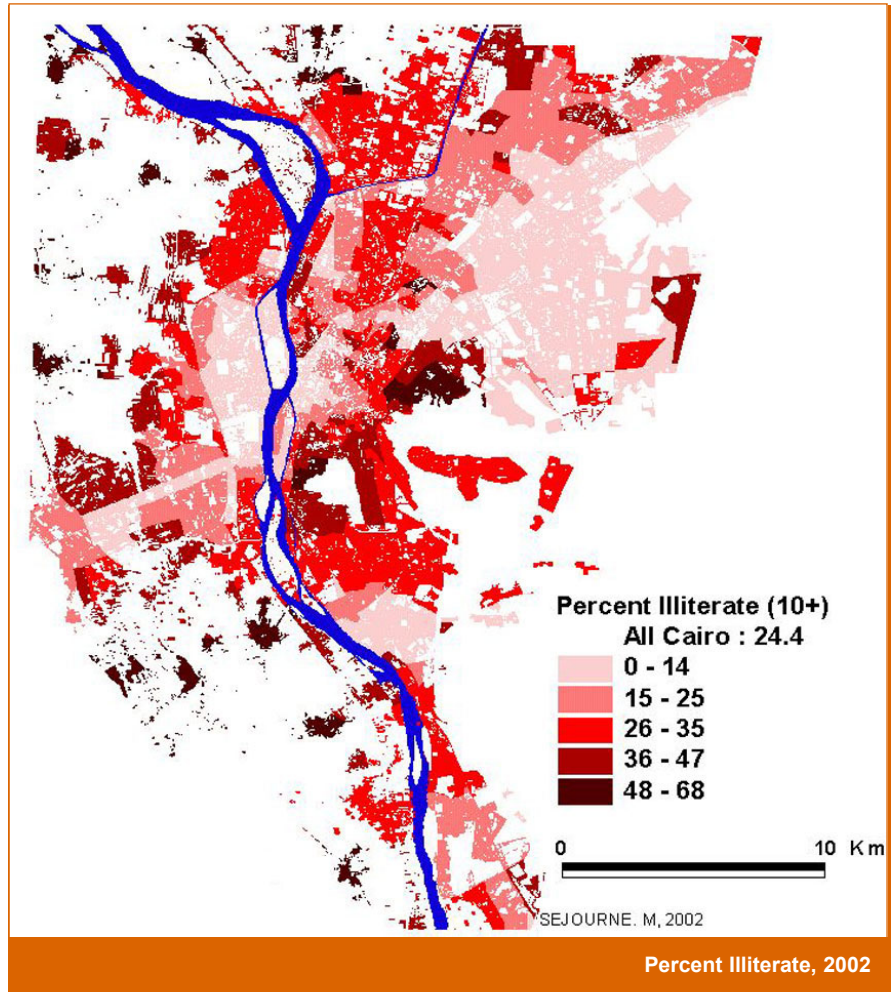 Percent Illiterate (10+)
All Cairo : 24.4
0 - 14
15 - 25
26 - 35
36 - 47
48 - 68
0 10 Km
SEJOURNE. M, 2002
Percent Illiterate, 2002